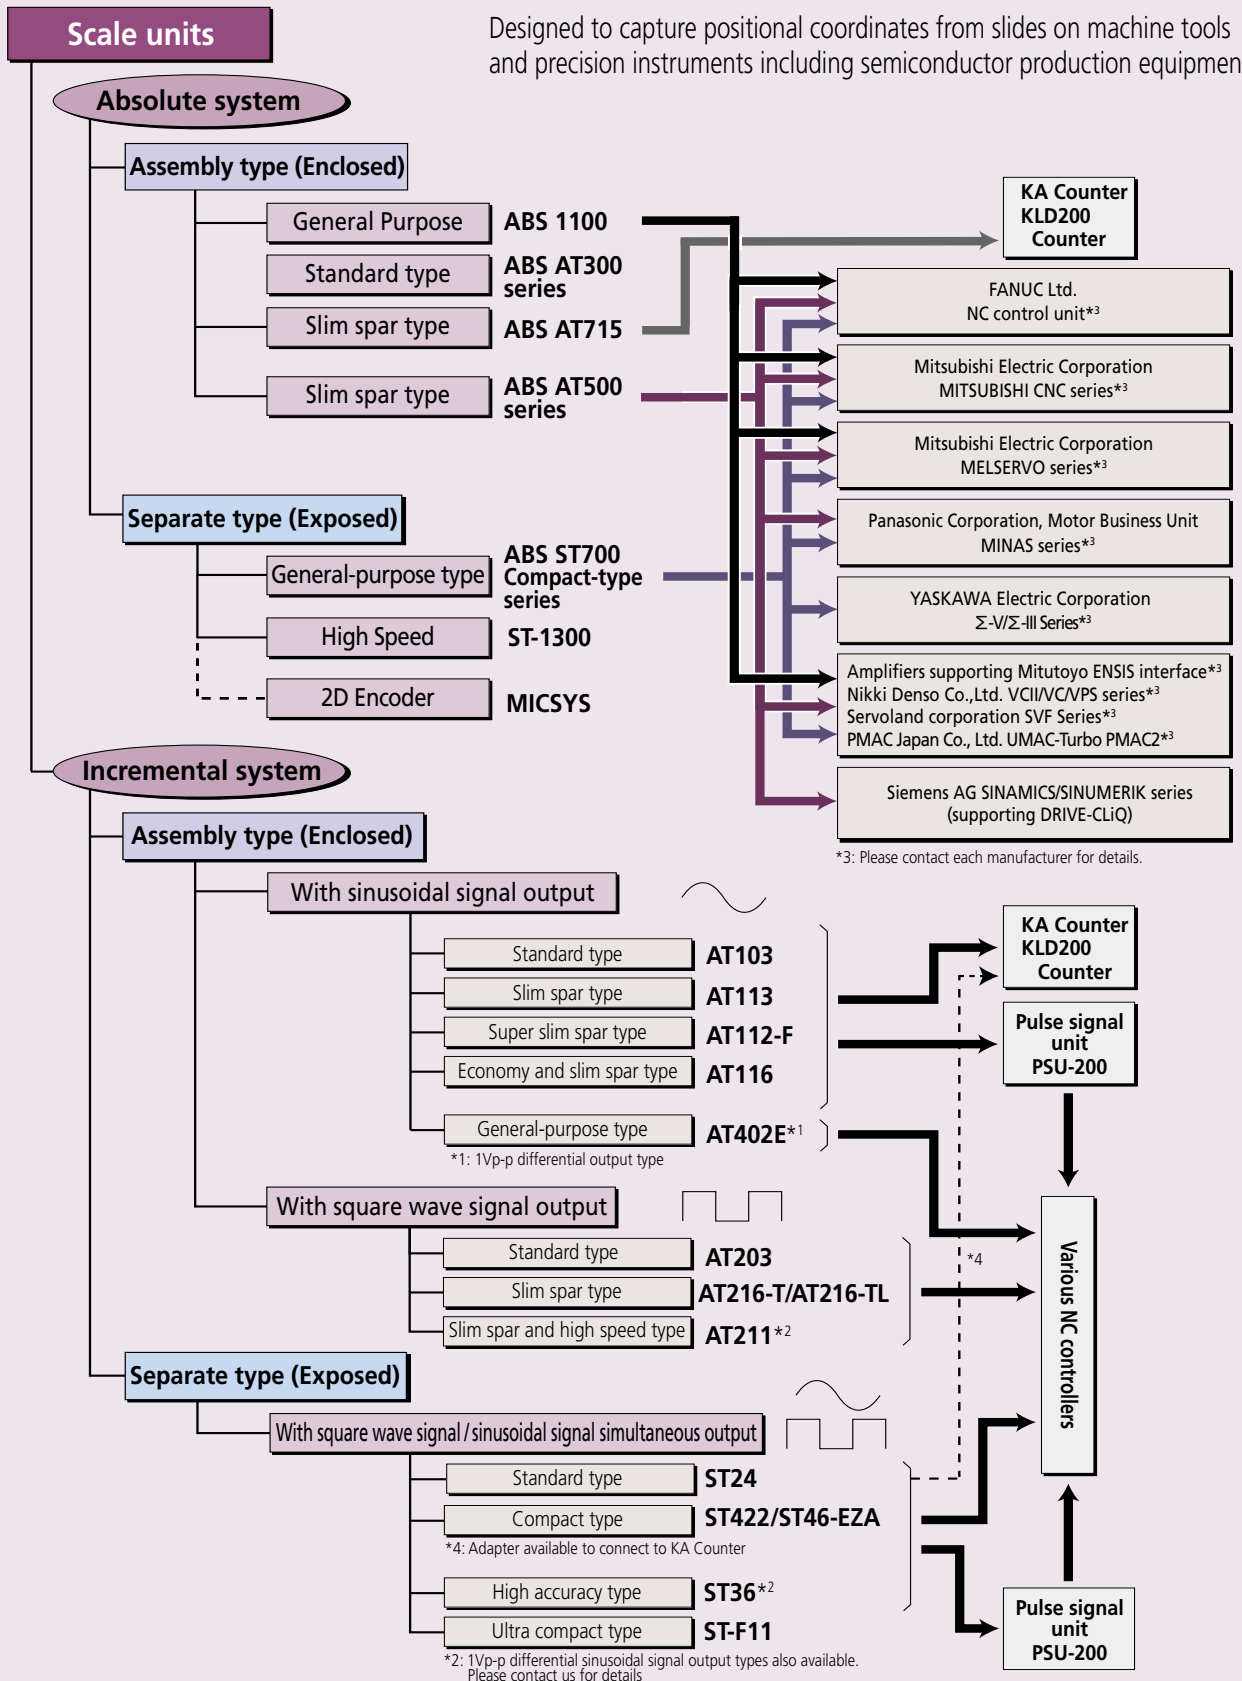 Scale units
Designed to capture positional coordinates from slides on machine tools
and precision instruments including semiconductor production equipmen
Absolute system
Assembly type (Enclosed)
General Purpose
ABS 1100
Standard type
ABS AT300
series
Slim spar type
ABS AT715
Slim spar type
ABS AT500
series
KA Counter
KLD200
Counter
FANUC Ltd.
NC control unit*3
Mitsubishi Electric Corporation
MITSUBISHI CNC series*3
Mitsubishi Electric Corporation
MELSERVO series*3
Panasonic Corporation, Motor Business Unit
MINAS series*3
YASKAWA Electric Corporation
Σ-V/Σ-III Series*3
Amplifiers supporting Mitutoyo ENSIS interface*3
Nikki Denso Co.,Ltd. VCII/VC/VPS series*3
Servoland corporation SVF Series*3
PMAC Japan Co., Ltd. UMAC-Turbo PMAC2*3
Siemens AG SINAMICS/SINUMERIK series
(supporting DRIVE-CLiQ)
*3: Please contact each manufacturer for details.
Separate type (Exposed)
General-purpose type
ABS ST700
Compact-type
series
High Speed
ST-1300
2D Encoder
MICSYS
Incremental system
Assembly type (Enclosed)
With sinusoidal signal output
Standard type
AT103
Slim spar type
AT113
Super slim spar type
AT112-F
Economy and slim spar type
AT116
General-purpose type
AT402E*1
*1: 1Vp-p differential output type
KA Counter
KLD200
Counter
Pulse signal
unit
PSU-200
With square wave signal output
Standard type
AT203
Slim spar type
AT216-T/AT216-TL
Slim spar and high speed type
AT211*2
*4
Various NC controllers
Separate type (Exposed)
With square wave signal/sinusoidal signal simultaneous output
Standard type
ST24
Compact type
ST422/ST46-EZA
*4: Adapter available to connect to KA Counter
High accuracy type
ST36*2
Ultra compact type
ST-F11
*2: 1Vp-p differential sinusoidal signal output types also available.
Please contact us for details
Pulse signal
unit
PSU-200